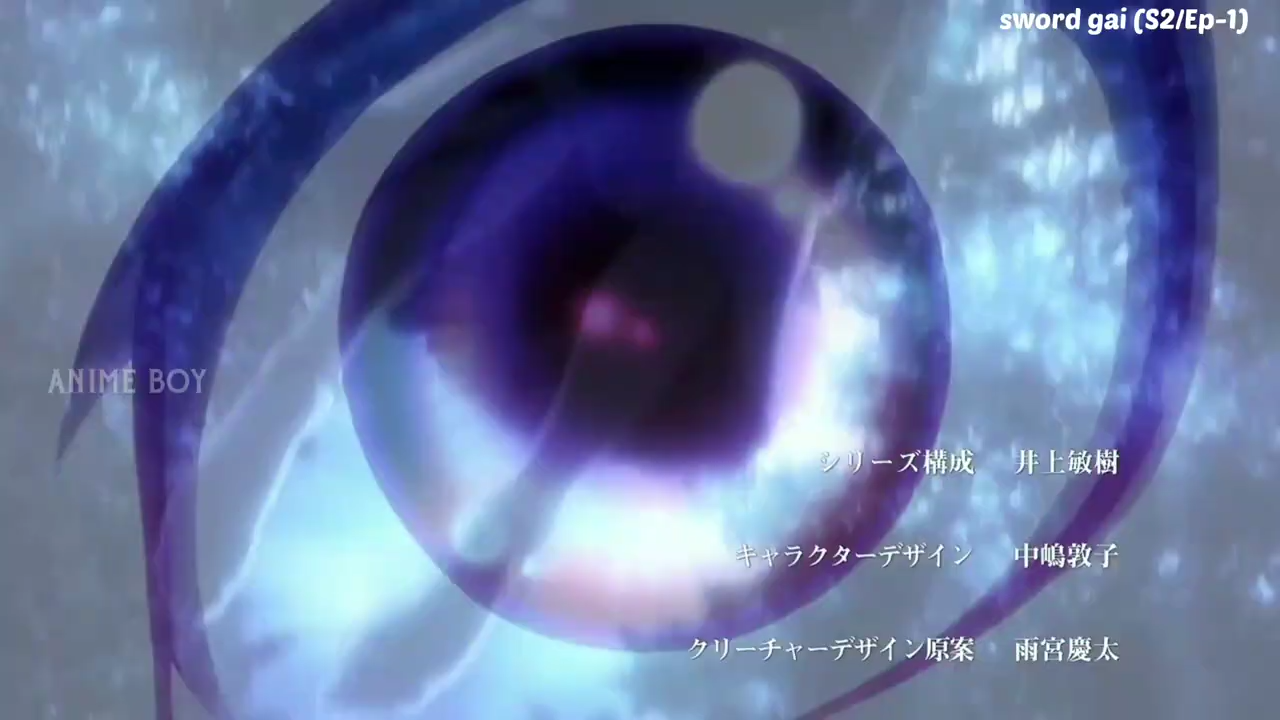 sword gai (S2/Ep-1)
ANIME BOY
シリーズ構成 井上敏樹
キャラクターデザイン 中嶋敦子
クリーチャーデザイン原案 雨宮慶太